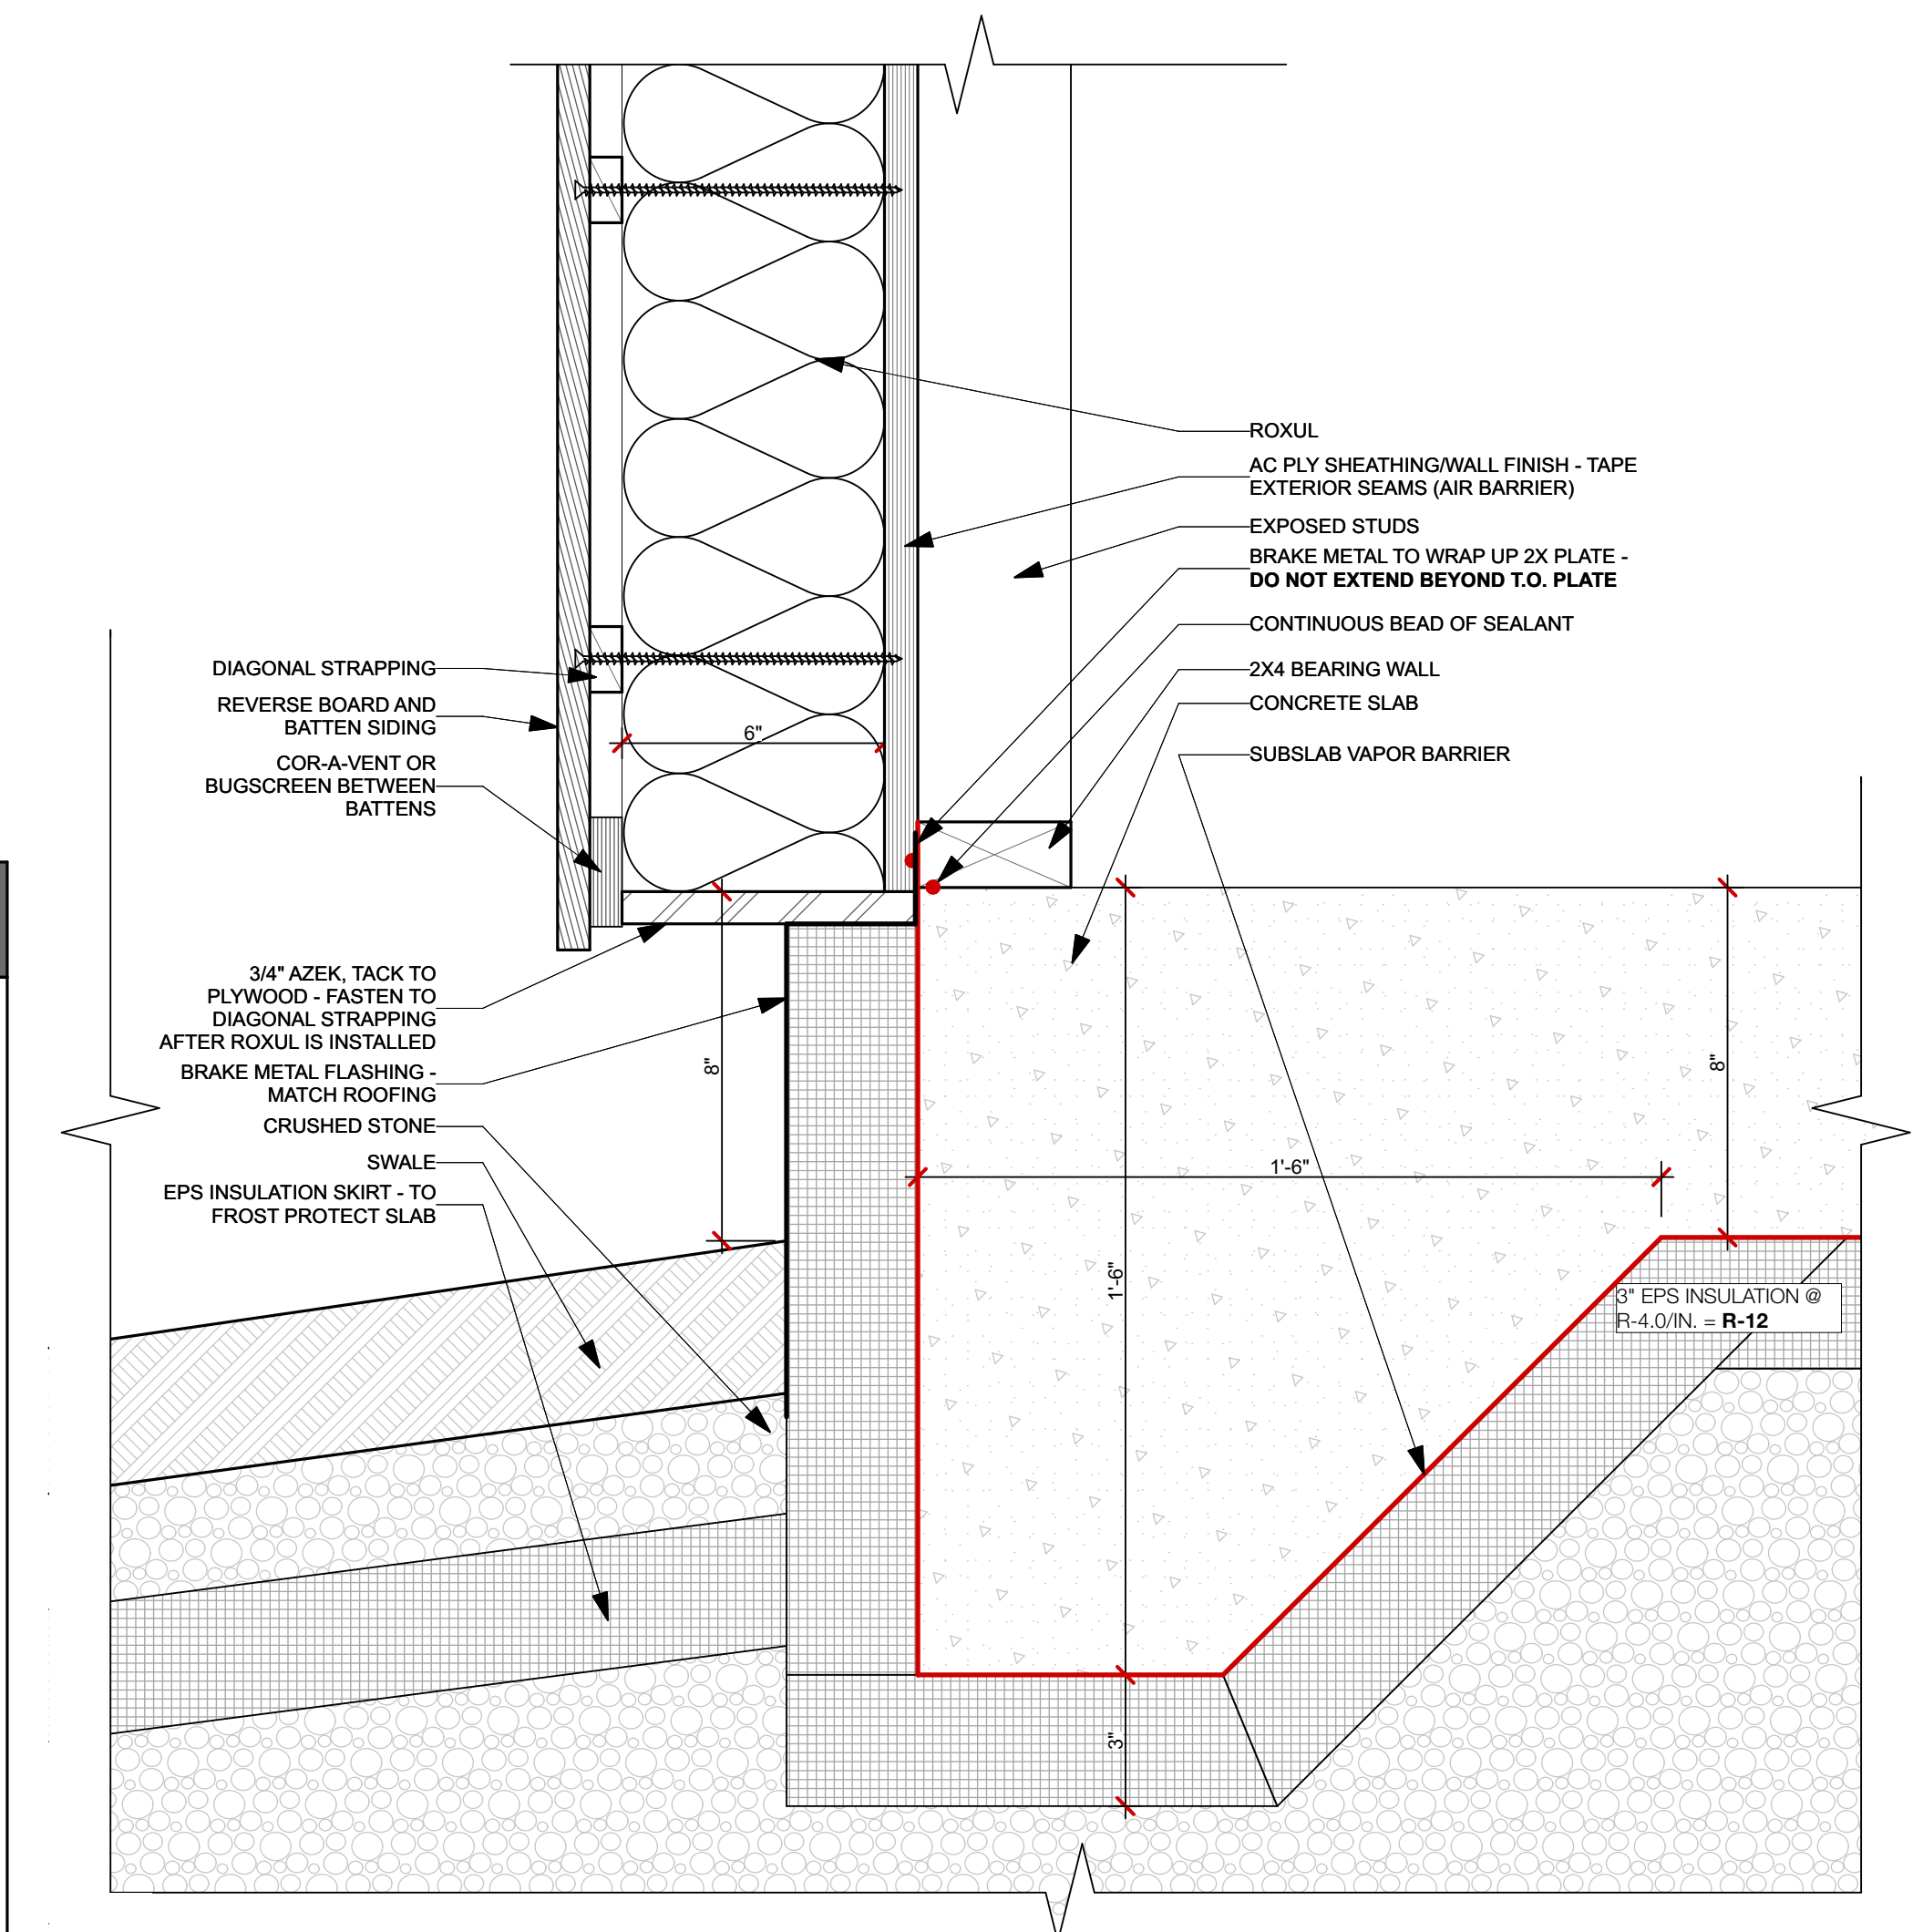 ROXUL
AC PLY SHEATHING/WALL FINISH - TAPE
EXTERIOR SEAMS (AIR BARRIER)
EXPOSED STUDS
BRAKE METAL TO WRAP UP 2X PLATE -
DO NOT EXTEND BEYOND T.O. PLATE
CONTINUOUS BEAD OF SEALANT
2X4 BEARING WALL
CONCRETE SLAB
SUBSLAB VAPOR BARRIER
DIAGONAL STRAPPING
REVERSE BOARD AND
BATTEN SIDING
COR-A-VENT OR
BUGSCREEN BETWEEN
BATTENS
6"
3/4" AZEK, TACK TO
PLYWOOD - FASTEN TO
DIAGONAL STRAPPING
AFTER ROXUL IS INSTALLED
BRAKE METAL FLASHING -
MATCH ROOFING
CRUSHED STONE
SWALE
EPS INSULATION SKIRT - TO
FROST PROTECT SLAB
8"
8"
1'-6"
1'-6"
3" EPS INSULATION @
R-4.0/IN. = R-12
3"